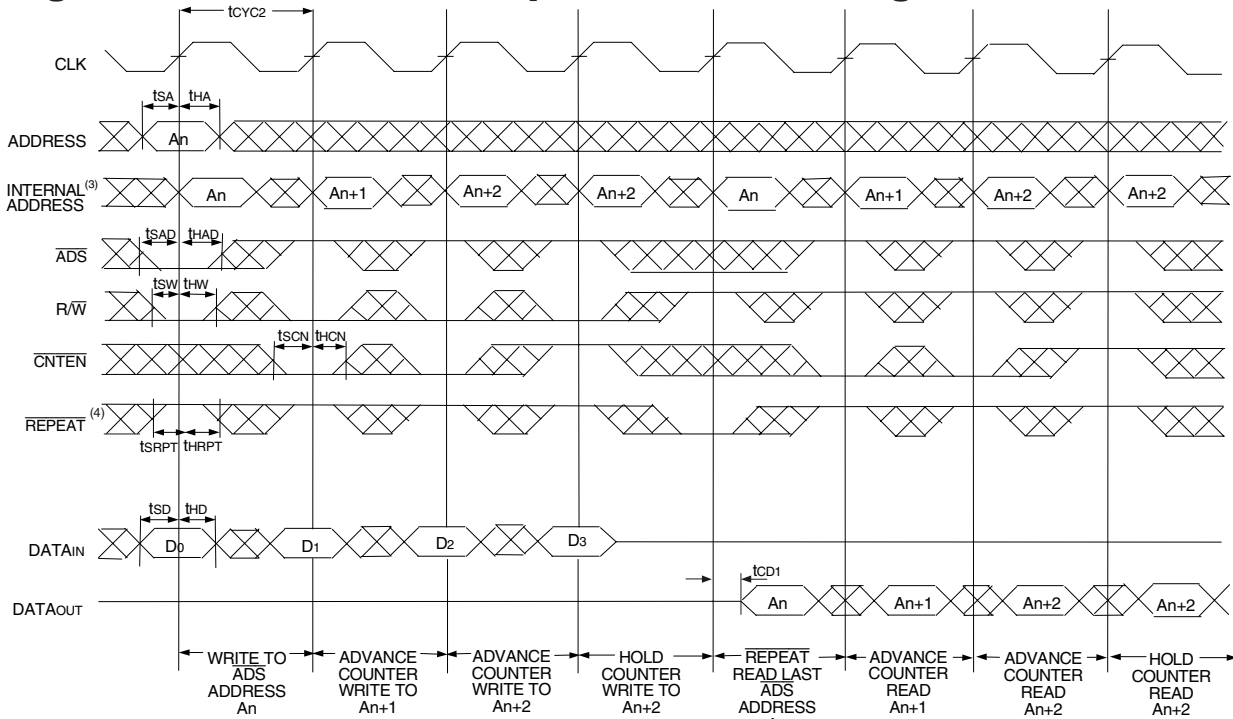 tCYC2
CLK
tSA tHA
ADDRESS An
INTERNAL(3) ADDRESS An An+1 An+2 An+2 An An+1 An+2 An+2
tSAD tHAD
ADS
tSW tHW
R/W
tSCN tHCN
CNTEN
REPEAT (4)
tSRPT tHRPT
tSD tHD
DATAIN D0 D1 D2 D3
tCD1
DATAOUT An An+1 An+2 An+2
WRITE TO
ADS
ADDRESS
An
ADVANCE
COUNTER
WRITE TO
An+1
ADVANCE
COUNTER
WRITE TO
An+2
HOLD
COUNTER
WRITE TO
An+2
REPEAT
READ LAST
ADS
ADDRESS
ADVANCE
COUNTER
READ
An+1
ADVANCE
COUNTER
READ
An+2
HOLD
COUNTER
READ
An+2